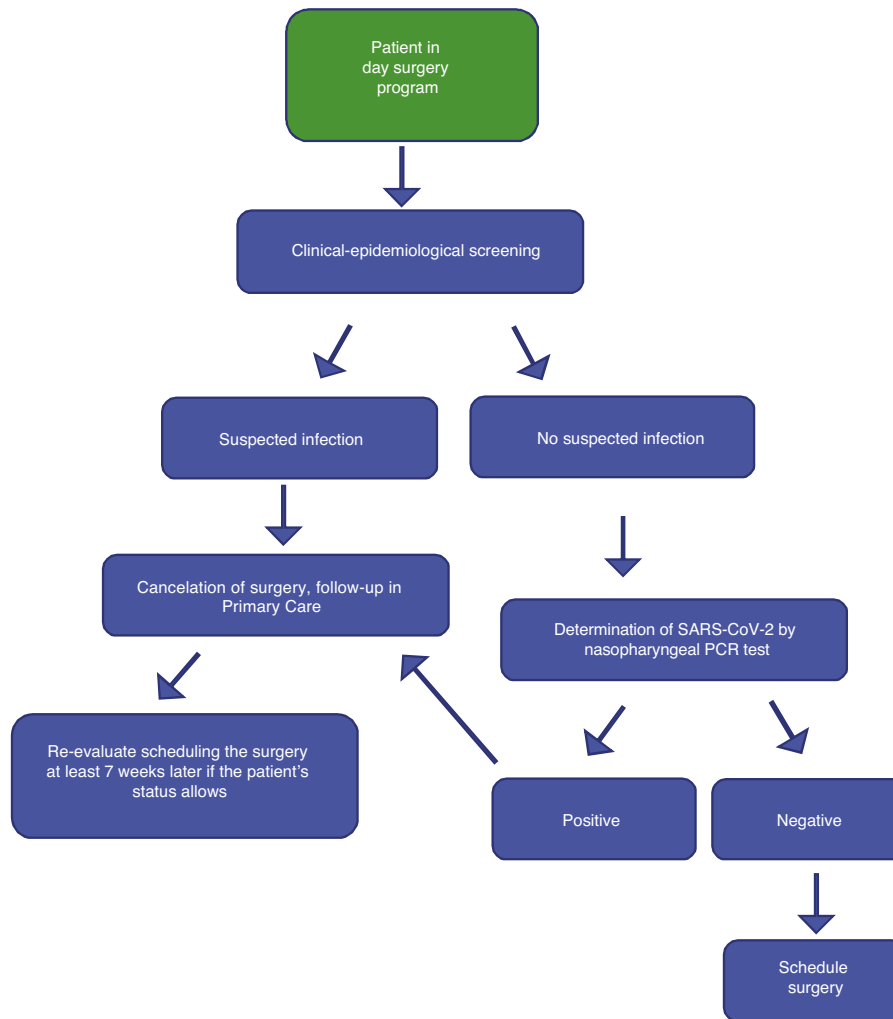 Patient in
day surgery
program
Clinical-epidemiological screening
Suspected infection
No suspected infection
Cancelation of surgery, follow-up in
Primary Care
Determination of SARS-CoV-2 by
nasopharyngeal PCR test
Re-evaluate scheduling the surgery
at least 7 weeks later if the patient's
status allows
Positive
Negative
Schedule
surgery